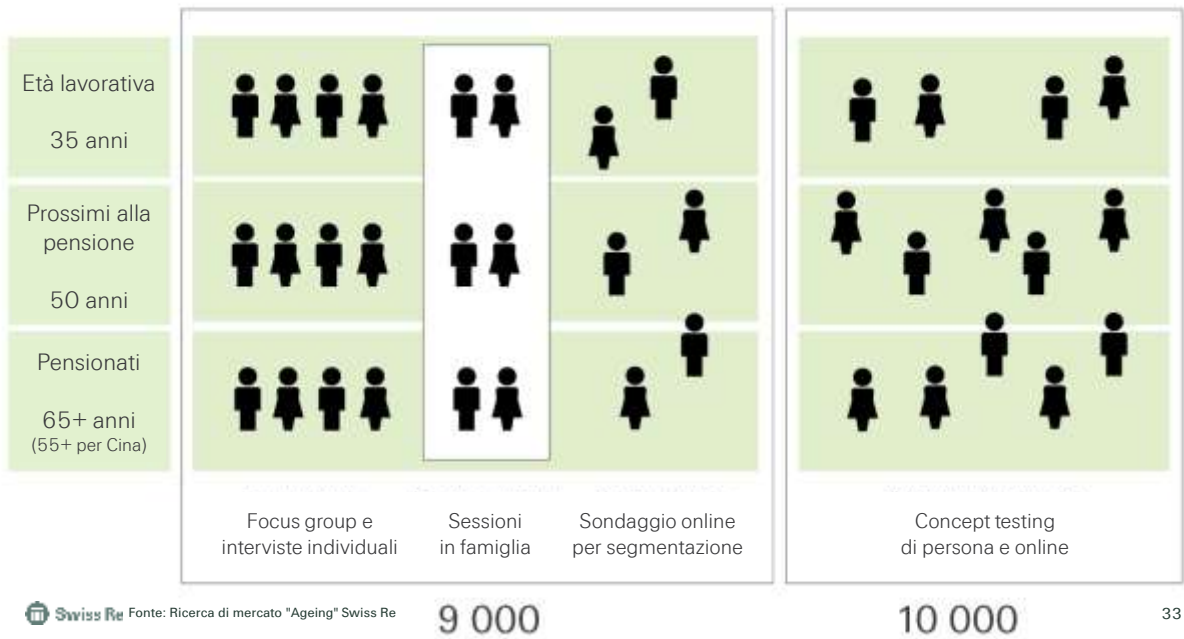 Età lavorativa
35 anni
Prossimi alla
pensione
50 anni
Pensionati
65+ anni
(55+ per Cina)
Focus group e
interviste individuali
Sessioni
in famiglia
Sondaggio online
per segmentazione
Concept testing
di persona e online
Swiss Re Fonte: Ricerca di mercato "Ageing" Swiss Re
9 000
10 000
33